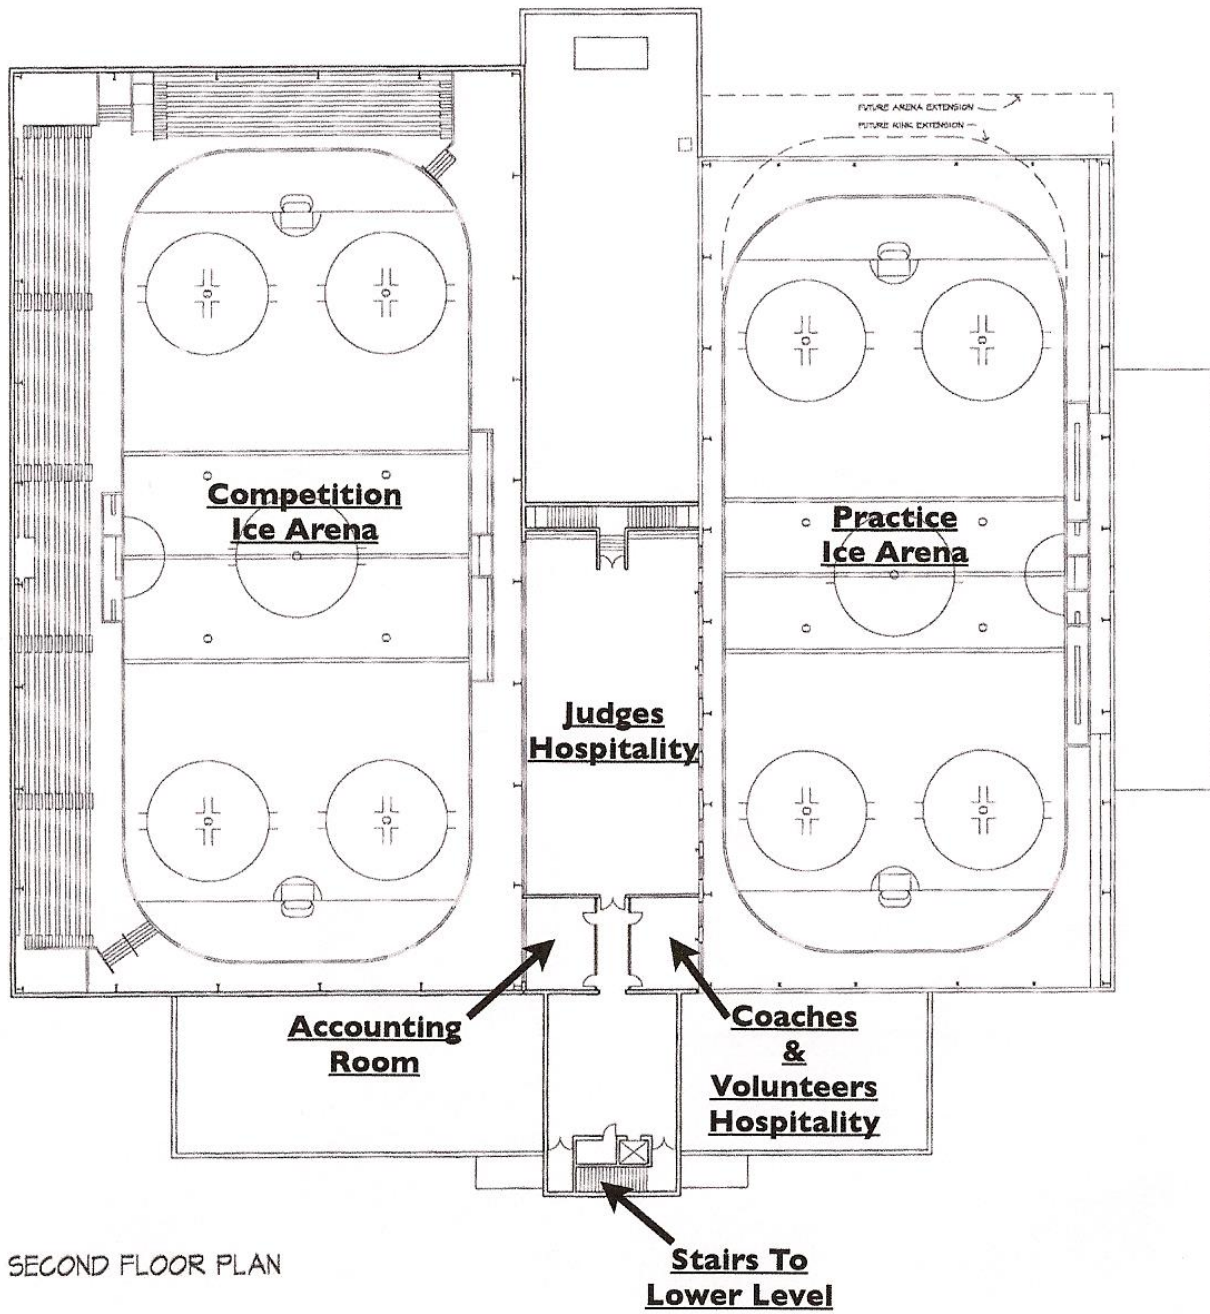 FUTURE ARENA EXTENSION
FUTURE RINK EXTENSION
Competition
Ice Arena
Practice
Ice Arena
Judges
Hospitality
Accounting
Room
Coaches
&
Volunteers
Hospitality
SECOND FLOOR PLAN
Stairs To
Lower Level